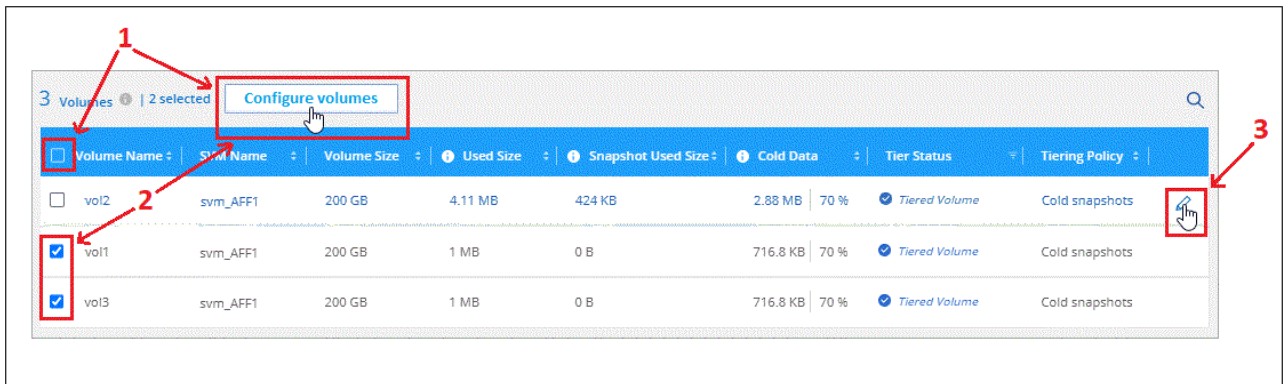 1
3 Volumes | 2 selected Configure volumes
3
Volume Name SVM Name Volume Size Used Size Snapshot Used Size Cold Data Tier Status Tiering Policy
vol2 svm_AFF1 200 GB 4.11 MB 424 KB 2.88 MB 70 % Tiered Volume Cold snapshots
2
vol1 svm_AFF1 200 GB 1 MB 0 B 716.8 KB 70 % Tiered Volume Cold snapshots
vol3 svm_AFF1 200 GB 1 MB 0 B 716.8 KB 70 % Tiered Volume Cold snapshots